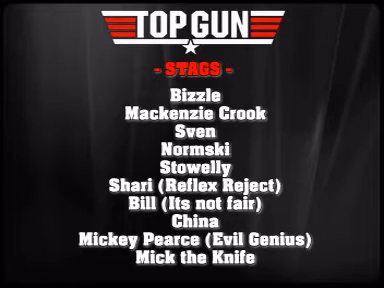 TOP GUN
- STAGS -
Bizzle
Mackenzie Crook
Sven
Normski
Stowelly
Shari (Reflex Reject)
Bill (Its not fair)
China
Mickey Pearce (Evil Genius)
Mick the Knife